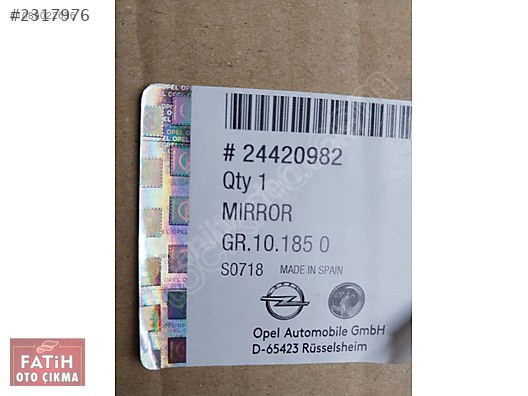 #2317976
# 24420982
Qty 1
MIRROR
GR.10.185 0
S0718 MADE IN SPAIN
Opel Automobile GmbH
D-65423 Rüsselsheim
FATiH
OTO ÇIKMA